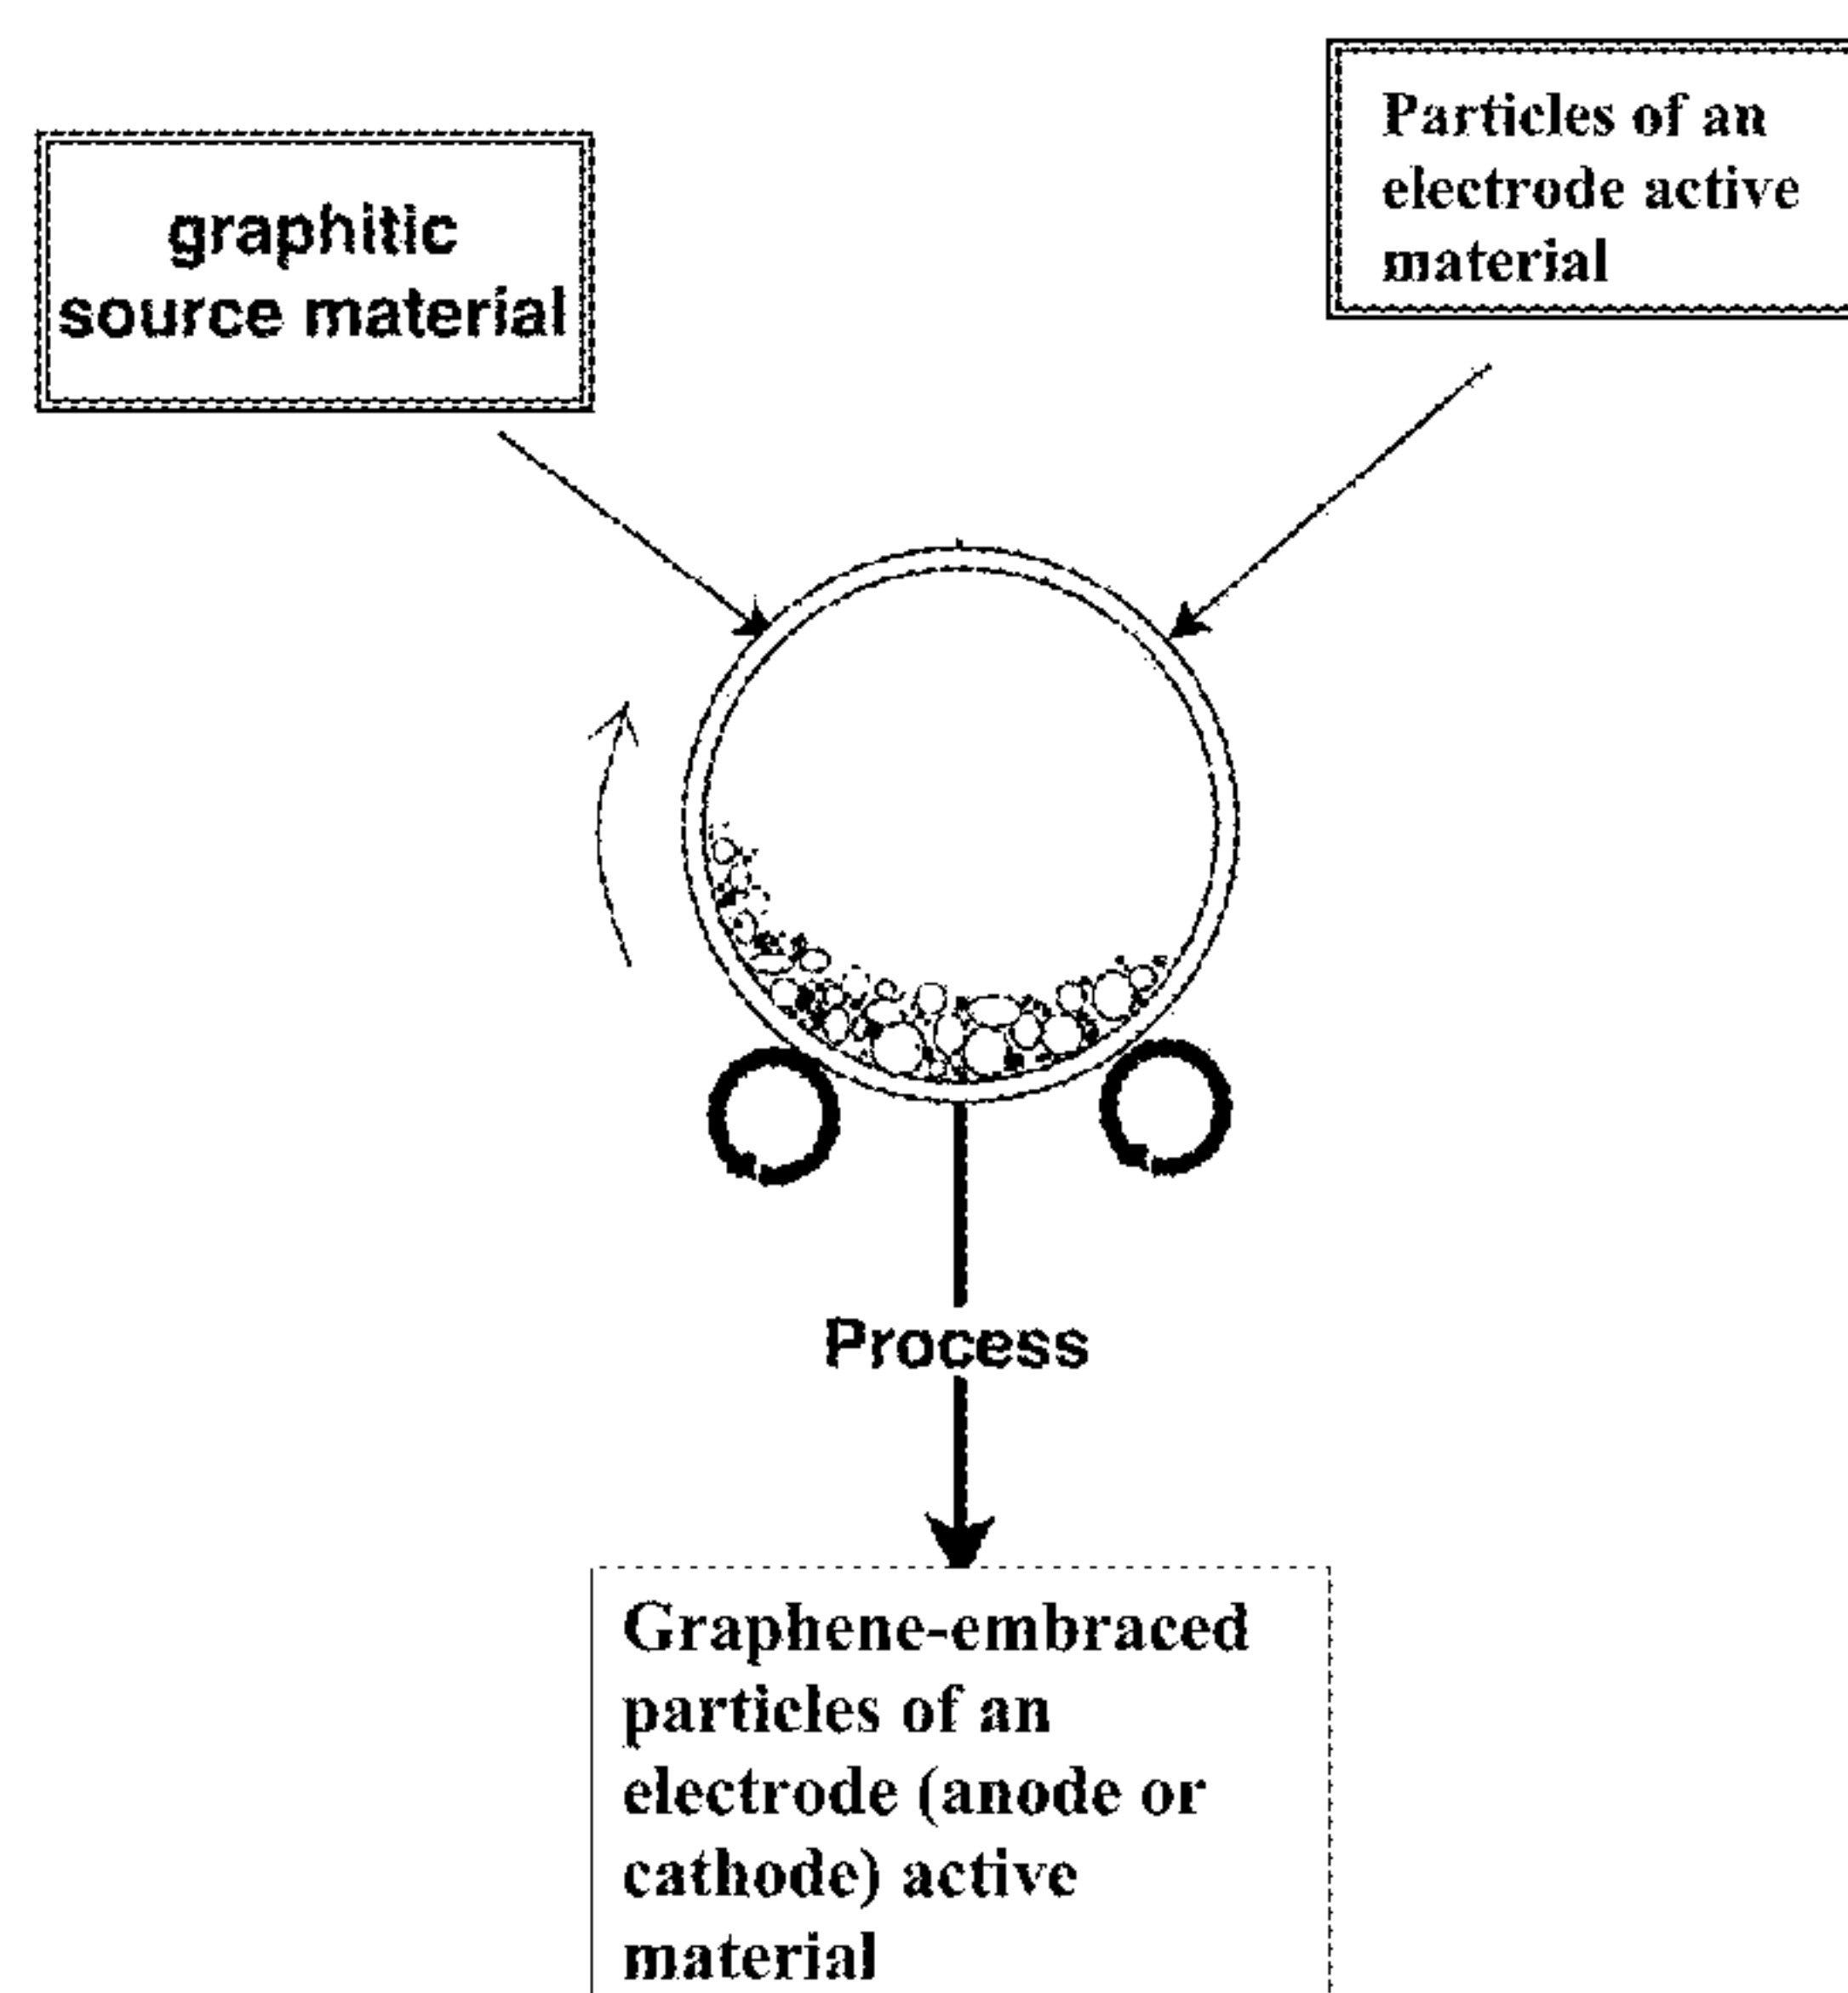 graphitic
source material
Particles of an
electrode active
material
Process
Graphene-embraced
particles of an
electrode (anode or
cathode) active
material